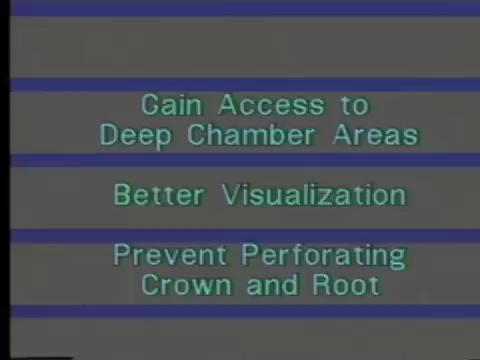 Gain Access to
Deep Chamber Areas
Better Visualization
Prevent Perforating
Crown and Root